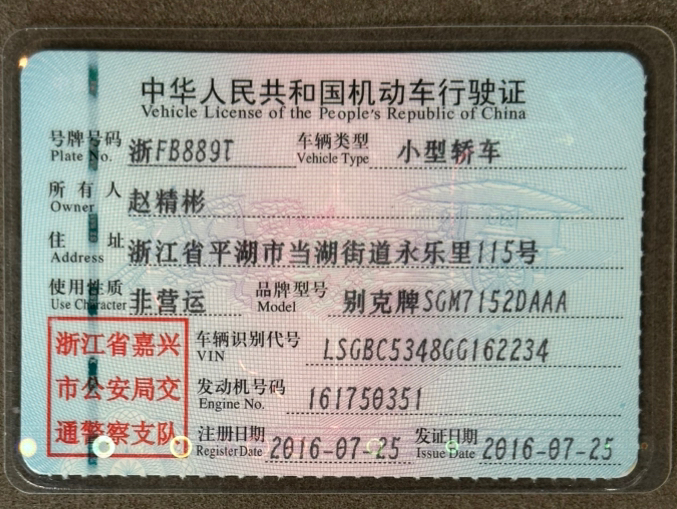 中华人民共和国机动车行驶证
Vehicle License of the People's Republic of China
号牌号码 浙FB889T 车辆类型 小型轿车
Plate No. Vehicle Type
所有人 赵精彬
Owner
住址 浙江省平湖市当湖街道永乐里115号
Address
使用性质 非营运 品牌型号 别克牌SGM7152DAAA
Use Character Model
浙江省嘉兴
市公安局交
通警察支队
车辆识别代号 LSGBC5348GG162234
VIN
发动机号码 161750351
Engine No.
注册日期 2016-07-25 发证日期 2016-07-25
Register Date Issue Date